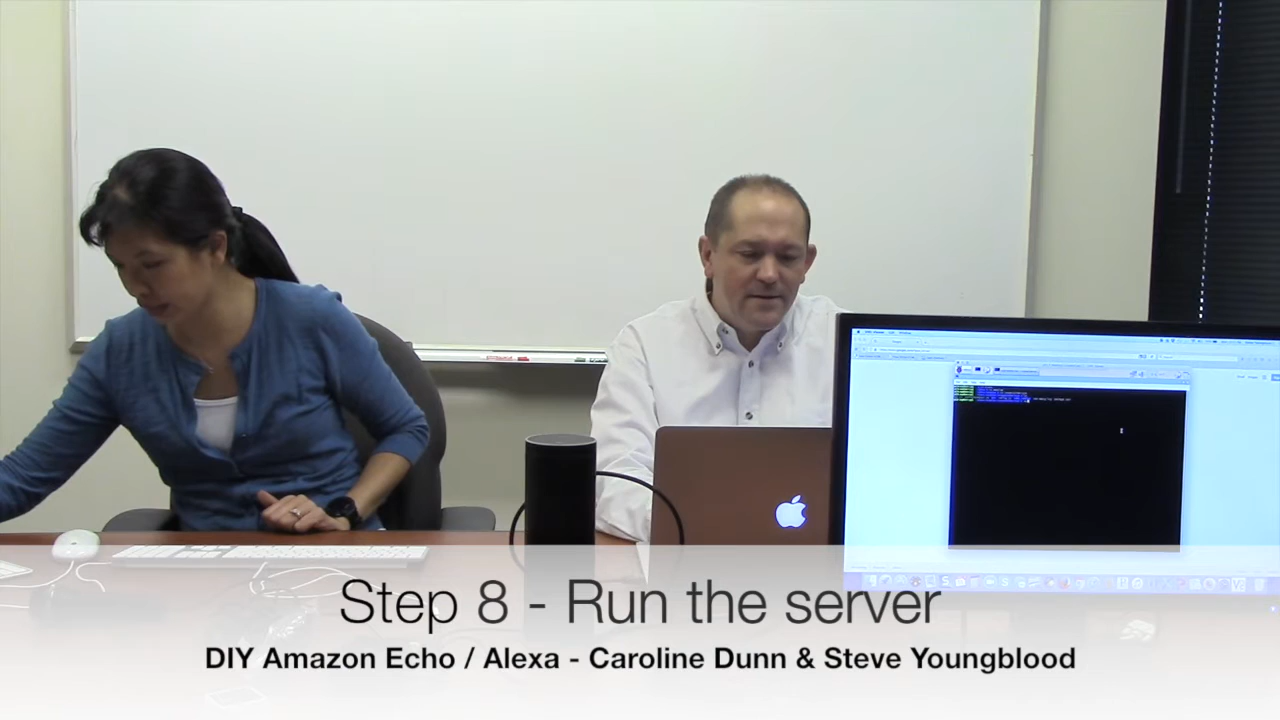 Step 8 - Run the server
DIY Amazon Echo / Alexa - Caroline Dunn & Steve Youngblood